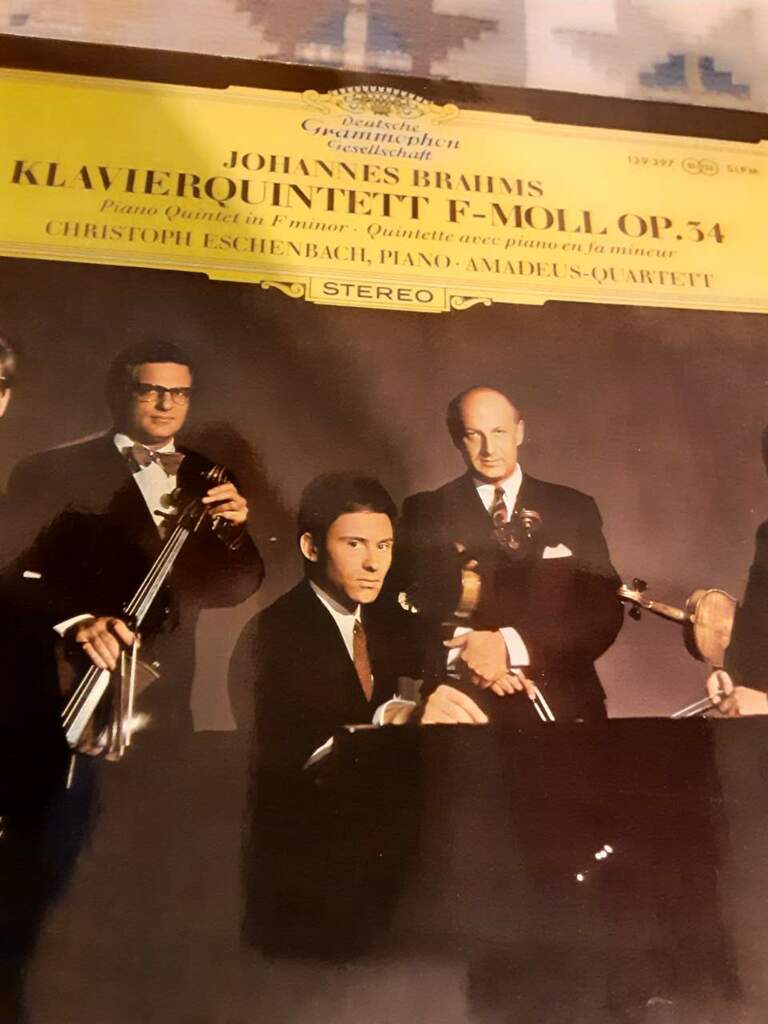 Deutsche
Grammophon
Gesellschaft
139 397 SLPM
JOHANNES BRAHMS
KLAVIERQUINTETT F-MOLL OP. 34
Piano Quintet in F minor · Quintette avec piano en fa mineur
CHRISTOPH ESCHENBACH, PIANO · AMADEUS-QUARTETT
STEREO